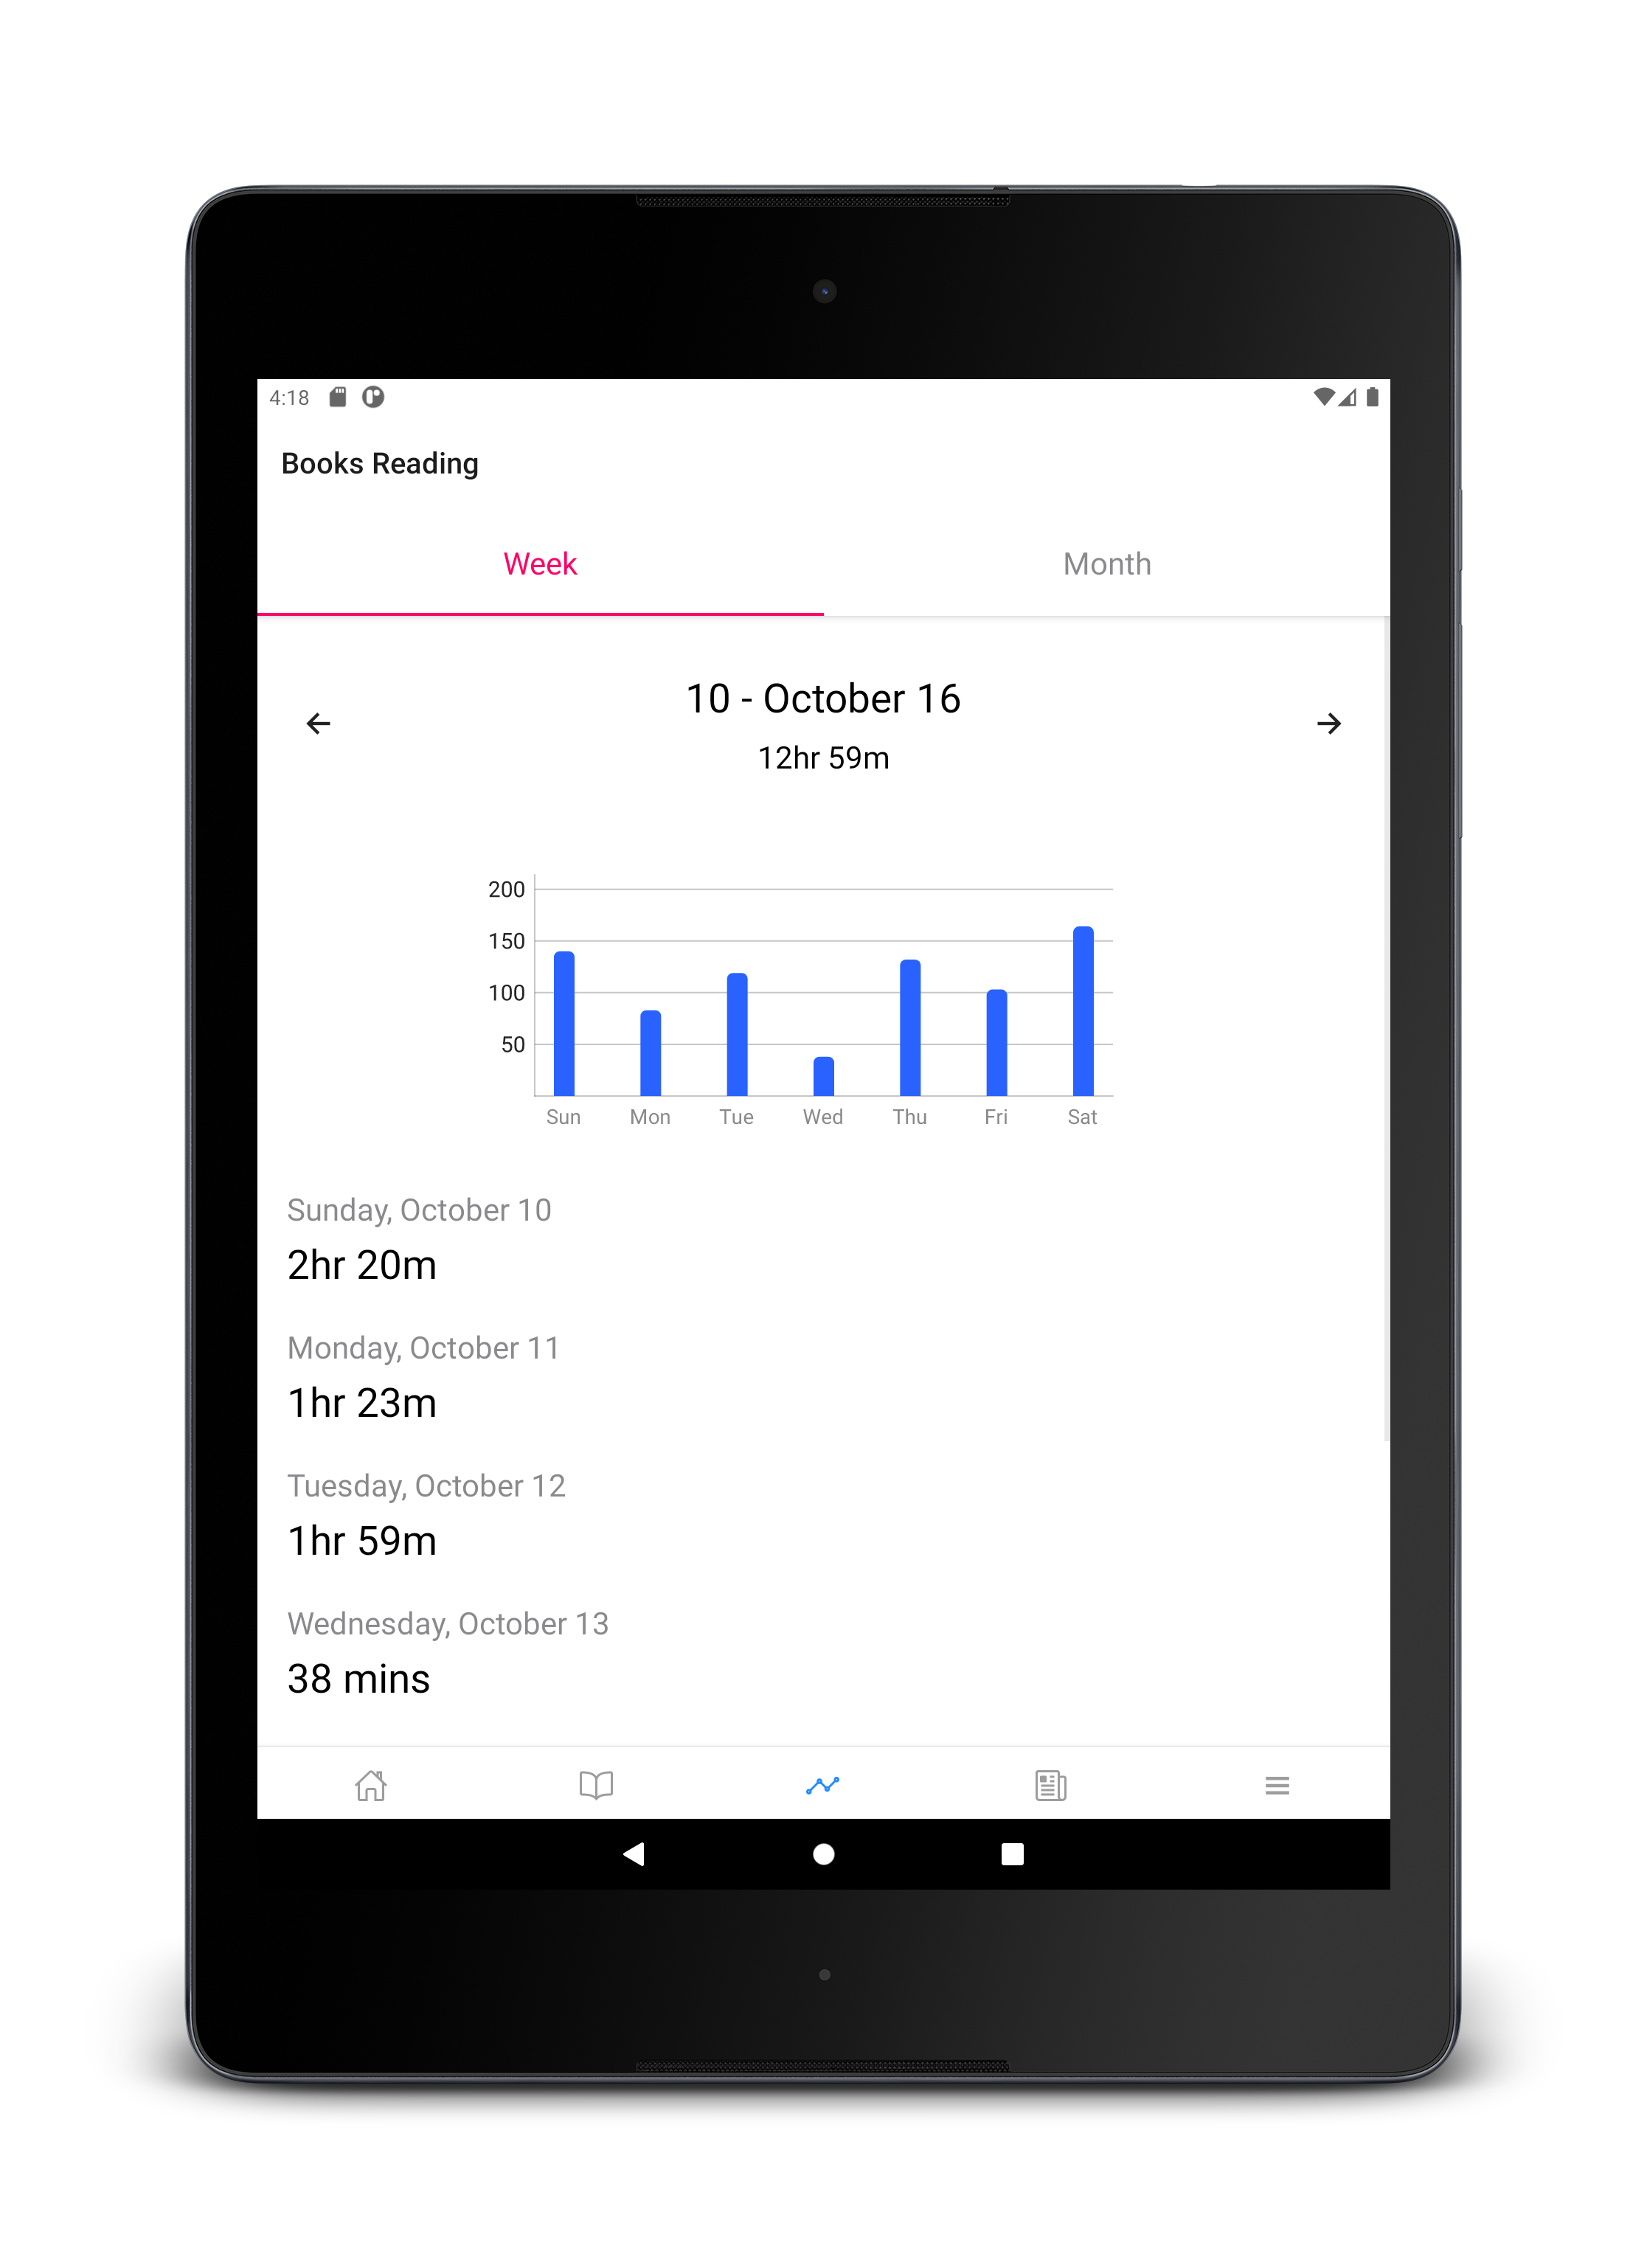 4:18
Books Reading
Week
Month
10 - October 16
12hr 59m
200
150
100
50
Sun Mon Tue Wed Thu Fri Sat
Sunday, October 10
2hr 20m
Monday, October 11
1hr 23m
Tuesday, October 12
1hr 59m
Wednesday, October 13
38 mins